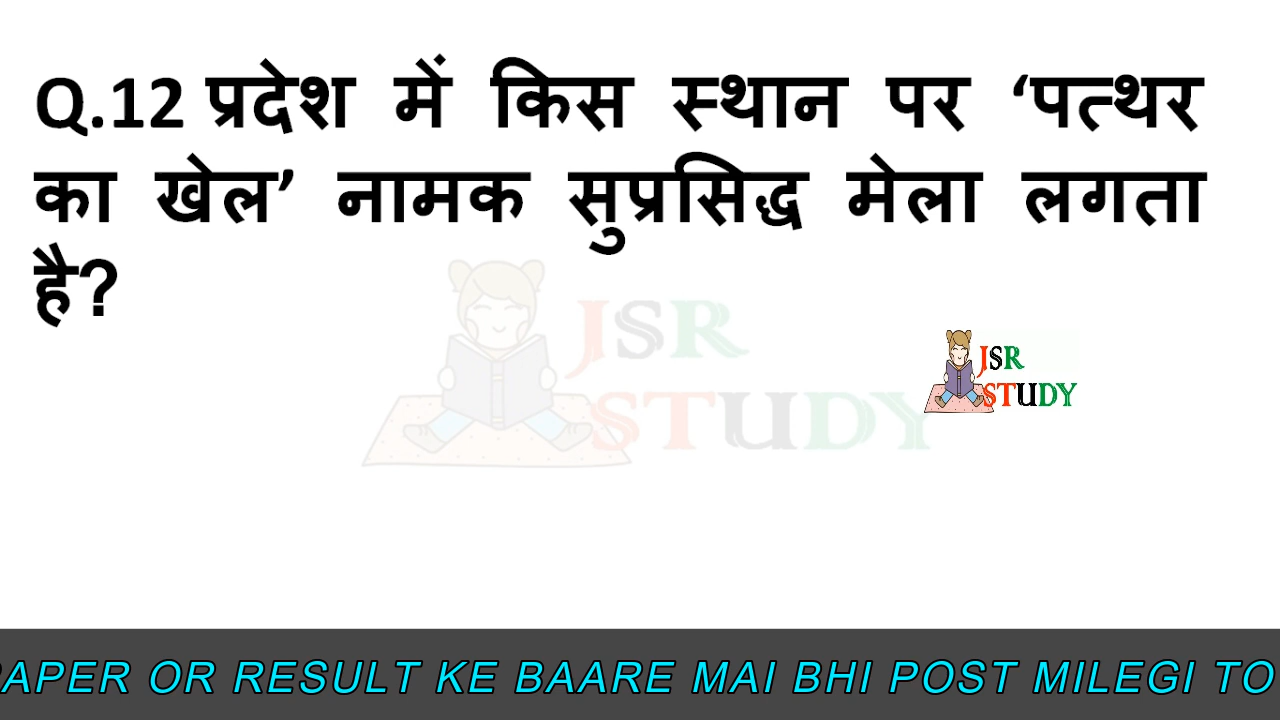 Q.12 प्रदेश में किस स्थान पर ‘पत्थर
का खेल’ नामक सुप्रसिद्ध मेला लगता
है?
JSR
STUDY
JSR
STUDY
APER OR RESULT KE BAARE MAI BHI POST MILEGI TO